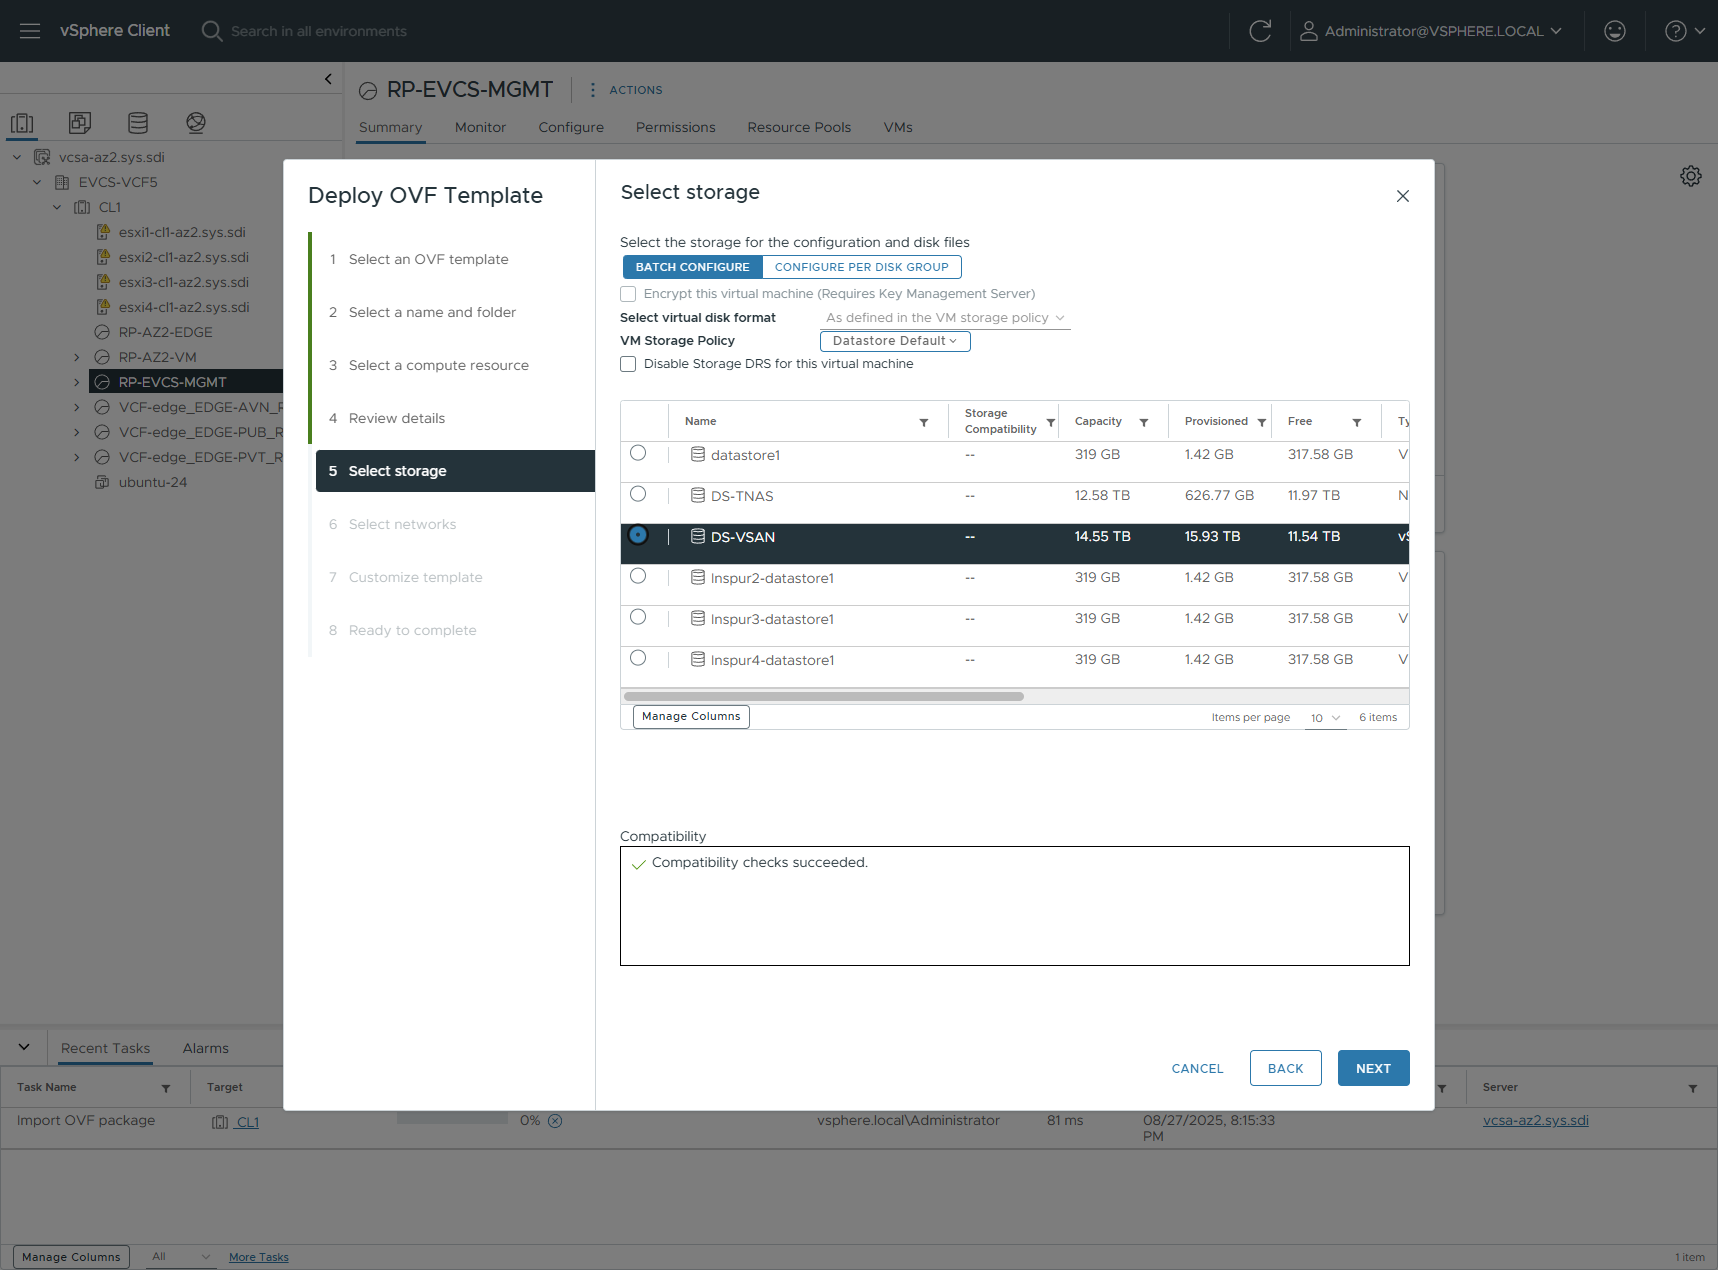 vSphere Client
Search in all environments
Administrator@VSPHERE.LOCAL
RP-EVCS-MGMT
ACTIONS
Summary
Monitor
Configure
Permissions
Resource Pools
VMs
vcsa-az2.sys.sdi
EVCS-VCF5
CL1
esxi1-cl1-az2.sys.sdi
esxi2-cl1-az2.sys.sdi
esxi3-cl1-az2.sys.sdi
esxi4-cl1-az2.sys.sdi
RP-AZ2-EDGE
RP-AZ2-VM
RP-EVCS-MGMT
VCF-edge_EDGE-AVN_R
VCF-edge_EDGE-PUB_R
VCF-edge_EDGE-PVT_R
ubuntu-24
Deploy OVF Template
1 Select an OVF template
2 Select a name and folder
3 Select a compute resource
4 Review details
5 Select storage
6 Select networks
7 Customize template
8 Ready to complete
Select storage
Select the storage for the configuration and disk files
BATCH CONFIGURE
CONFIGURE PER DISK GROUP
Encrypt this virtual machine (Requires Key Management Server)
Select virtual disk format As defined in the VM storage policy
VM Storage Policy Datastore Default
Disable Storage DRS for this virtual machine
Name Storage Compatibility Capacity Provisioned Free Ty
datastore1 -- 319 GB 1.42 GB 317.58 GB V
DS-TNAS -- 12.58 TB 626.77 GB 11.97 TB N
DS-VSAN -- 14.55 TB 15.93 TB 11.54 TB vS
Inspur2-datastore1 -- 319 GB 1.42 GB 317.58 GB V
Inspur3-datastore1 -- 319 GB 1.42 GB 317.58 GB V
Inspur4-datastore1 -- 319 GB 1.42 GB 317.58 GB V
Manage Columns
Items per page 10
6 items
Compatibility
Compatibility checks succeeded.
CANCEL
BACK
NEXT
Recent Tasks
Alarms
Task Name Target Server
Import OVF package CL1 0% vsphere.local\Administrator 81 ms 08/27/2025, 8:15:33 PM vcsa-az2.sys.sdi
Manage Columns
All
More Tasks
1 item